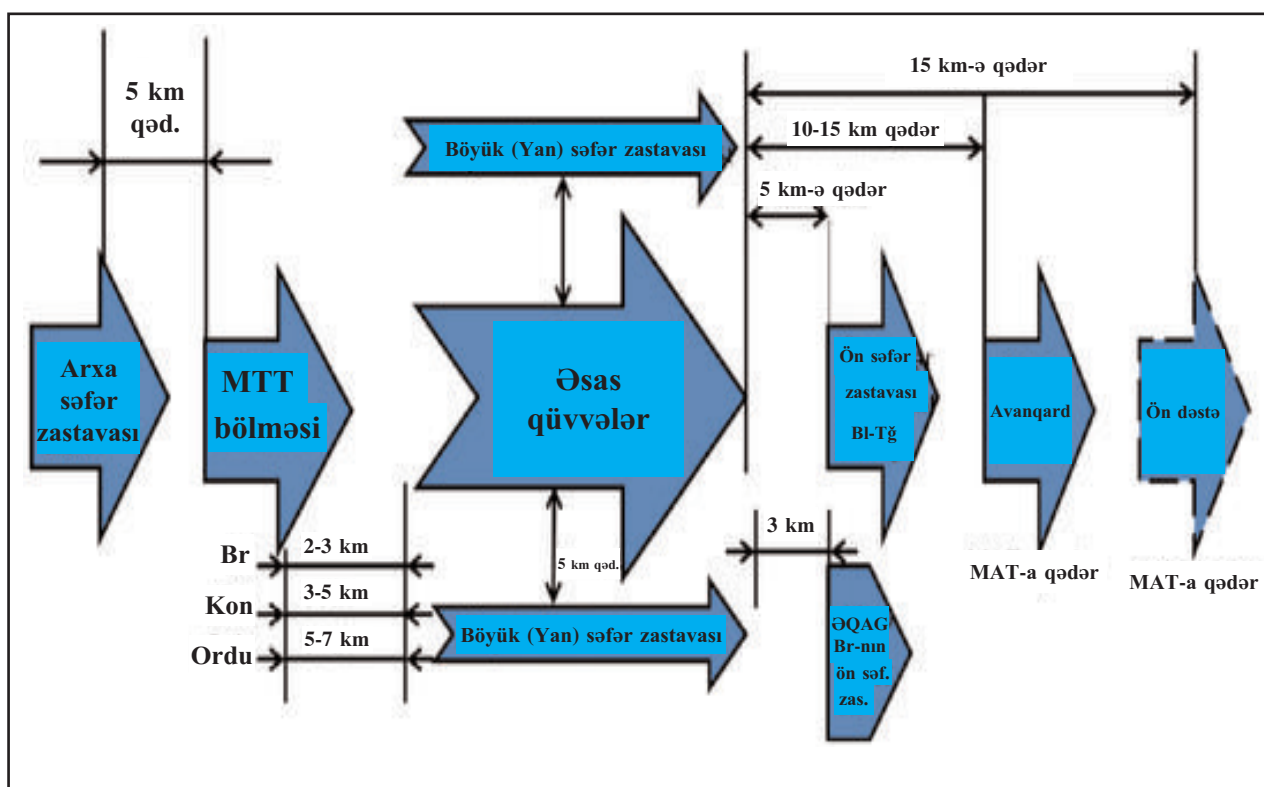 5 km
qəd.
15 km-ə qədər
10-15 km qədər
5 km-ə qədər
Böyük (Yan) səfər zastavası
Arxa
səfər
zastavası
MTT
bölməsi
Əsas
qüvvələr
Ön səfər
zastavası
Bl-Tğ
Avanqard
Ön dəstə
Br
2-3 km
Kon
3-5 km
Ordu
5-7 km
5 km qəd.
3 km
MAT-a qədər
MAT-a qədər
Böyük (Yan) səfər zastavası
ƏQAG
Br-nın
ön səf.
zas.